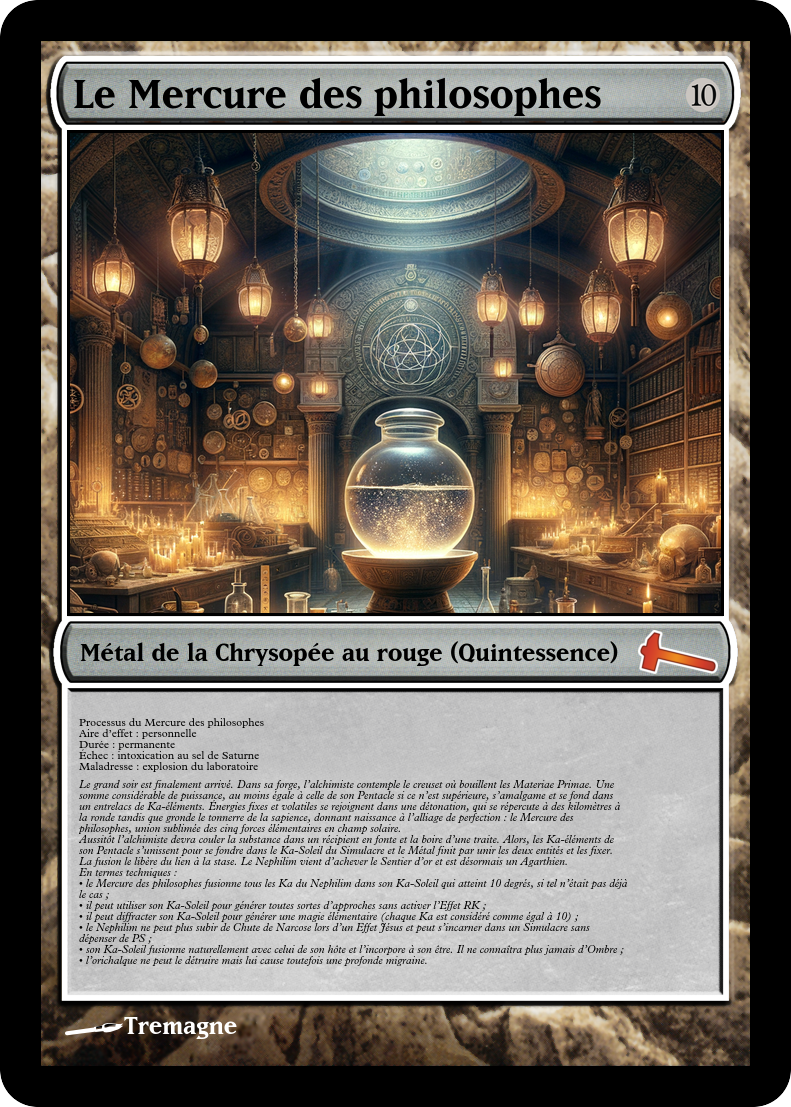 Le Mercure des philosophes
10
Métal de la Chrysopée au rouge (Quintessence)
Processus du Mercure des philosophes
Aire d'effet : personnelle
Durée : permanente
Échec : intoxication au sel de Saturne
Maladresse : explosion du laboratoire
Le grand soir est finalement arrivé. Dans sa forge, l'alchimiste contemple le creuset où bouillent les Materiae Primae. Une
somme considérable de puissance, au moins égale à celle de son Pentacle si ce n'est supérieure, s'amalgame et se fond dans
un entrelacs de Ka-éléments. Énergies fixes et volatiles se rejoignent dans une détonation, qui se répercute à des kilomètres à
la ronde tandis que gronde le tonnerre de la sapience, donnant naissance à l'alliage de perfection : le Mercure des
philosophes, union sublimée des cinq forces élémentaires en champ solaire.
Aussitôt l'alchimiste devra couler la substance dans un récipient en fonte et la boire d'une traite. Alors, les Ka-éléments de
son Pentacle s'unissent pour se fondre dans le Ka-Soleil du Simulacre et le Métal finit par unir les deux entités et les fixer.
La fusion le libère du lien à la stase. Le Nephilim vient d'achever le Sentier d'or et est désormais un Agarthien.
En termes techniques :
• le Mercure des philosophes fusionne tous les Ka du Nephilim dans son Ka-Soleil qui atteint 10 degrés, si tel n'était pas déjà
le cas ;
• il peut utiliser son Ka-Soleil pour générer toutes sortes d'approches sans activer l'Effet RK ;
• il peut diffracter son Ka-Soleil pour générer une magie élémentaire (chaque Ka est considéré comme égal à 10) ;
• le Nephilim ne peut plus subir de Chute de Narcose lors d'un Effet Jésus et peut s'incarner dans un Simulacre sans
dépenser de PS ;
• son Ka-Soleil fusionne naturellement avec celui de son hôte et l'incorpore à son être. Il ne connaîtra plus jamais d'Ombre ;
• l'orichalque ne peut le détruire mais lui cause toutefois une profonde migraine.
Tremagne